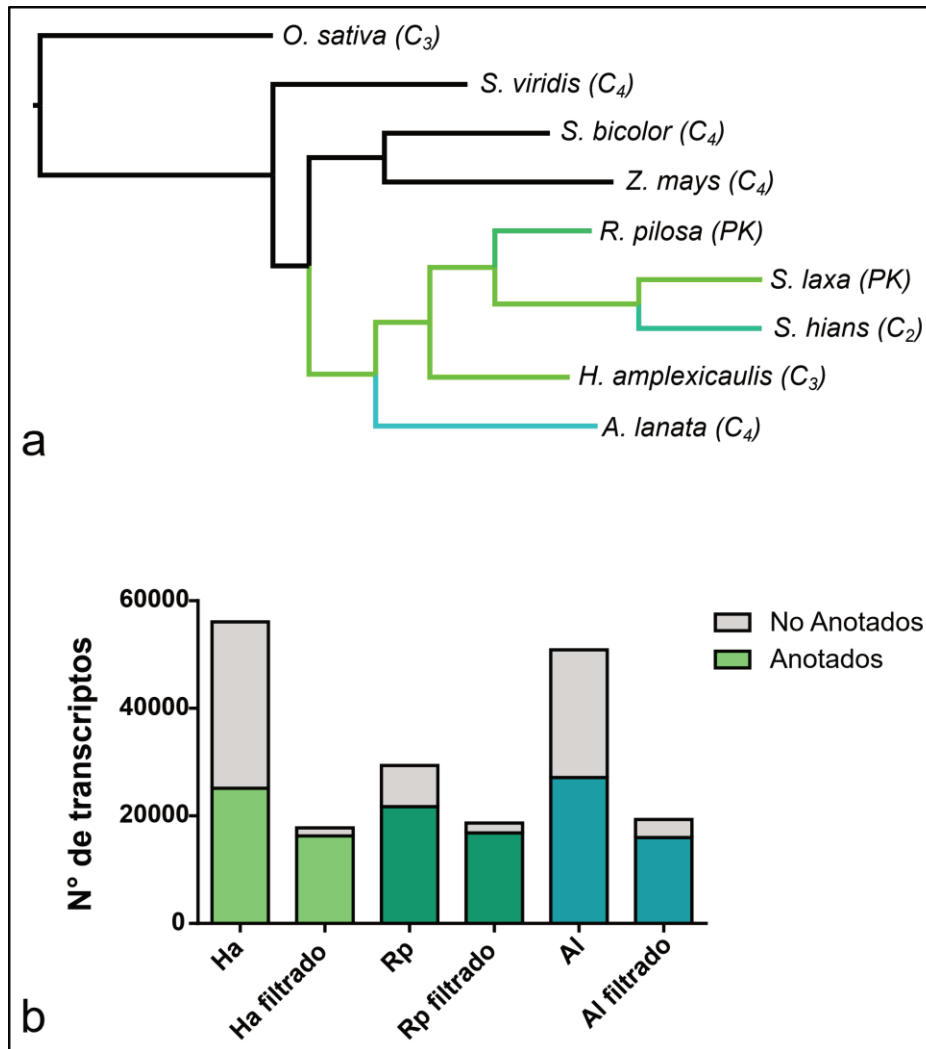 O. sativa (C3)
S. viridis (C4)
S. bicolor (C4)
Z. mays (C4)
R. pilosa (PK)
S. laxa (PK)
S. hians (C2)
H. amplexicaulis (C3)
A. lanata (C4)
a
60000
40000
20000
0
N° de transcriptos
No Anotados
Anotados
Ha
Ha filtrado
Rp
Rp filtrado
Al
Al filtrado
b